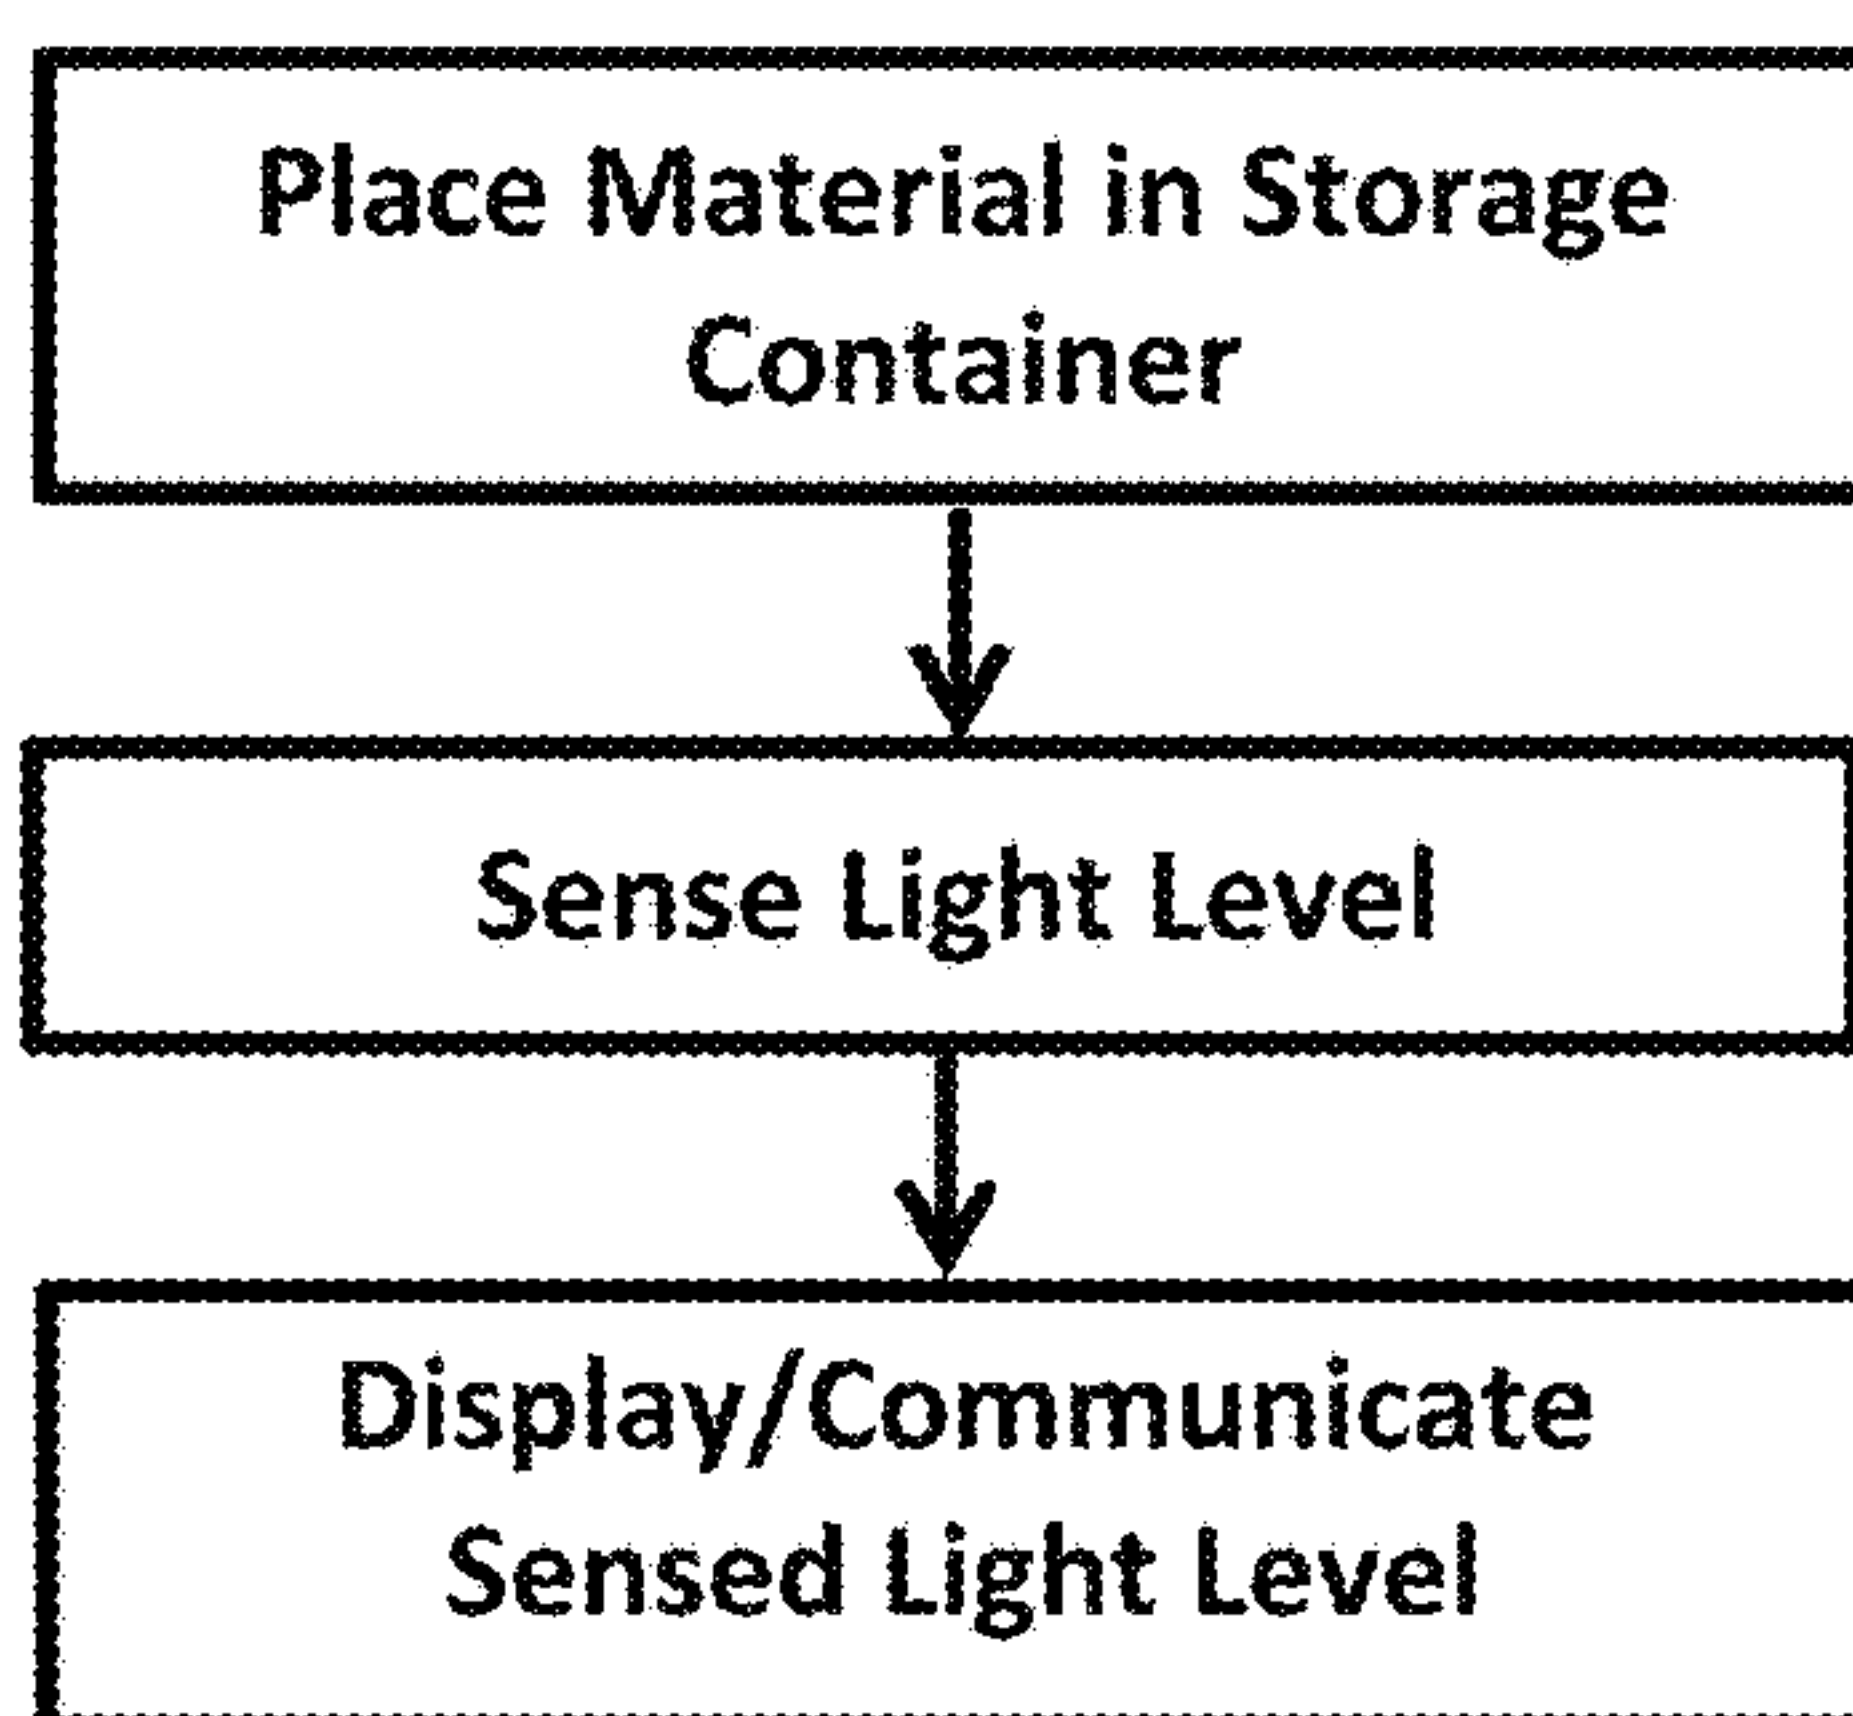 Place Material in Storage
Container
Sense Light Level
Display/Communicate
Sensed Light Level